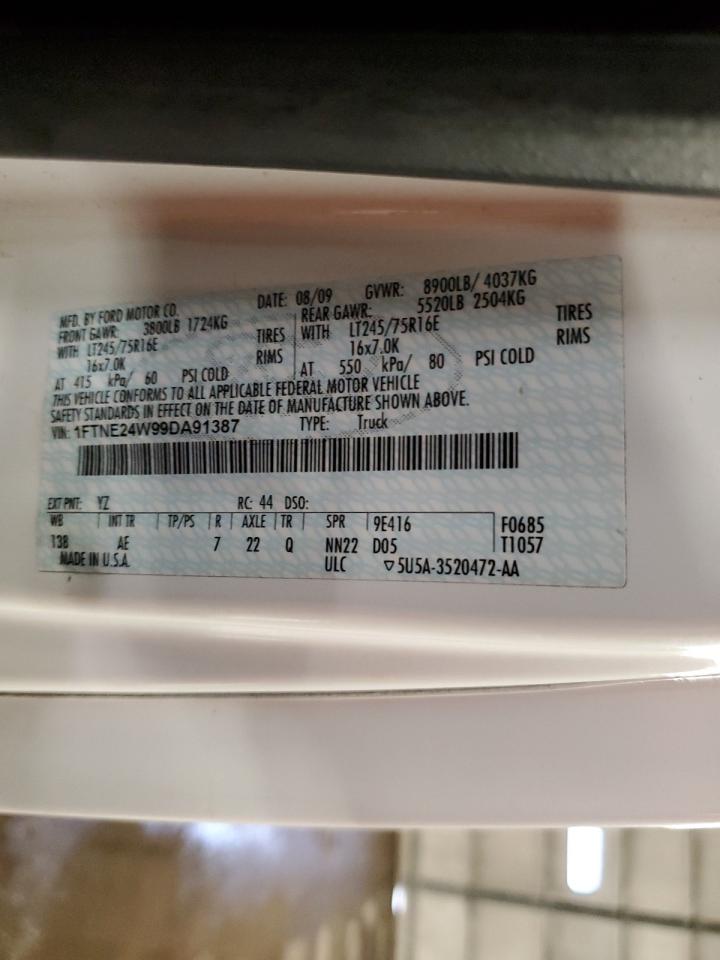 MFD. BY FORD MOTOR CO. DATE: 08/09 GVWR: 8900LB/ 4037KG
FRONT GAWR: 3800LB 1724KG REAR GAWR: 5520LB 2504KG
WITH LT245/75R16E TIRES WITH LT245/75R16E TIRES
16x7.0K RIMS 16x7.0K RIMS
AT 415 kPa/ 60 PSI COLD AT 550 kPa/ 80 PSI COLD
THIS VEHICLE CONFORMS TO ALL APPLICABLE FEDERAL MOTOR VEHICLE
SAFETY STANDARDS IN EFFECT ON THE DATE OF MANUFACTURE SHOWN ABOVE.
VIN: 1FTNE24W99DA91387 TYPE: Truck
EXT PNT: YZ RC: 44 DSO:
WB INT TR TP/PS R AXLE TR SPR 9E416 F0685
138 AE 7 22 Q NN22 D05 T1057
MADE IN U.S.A. ULC ▽5U5A-3520472-AA